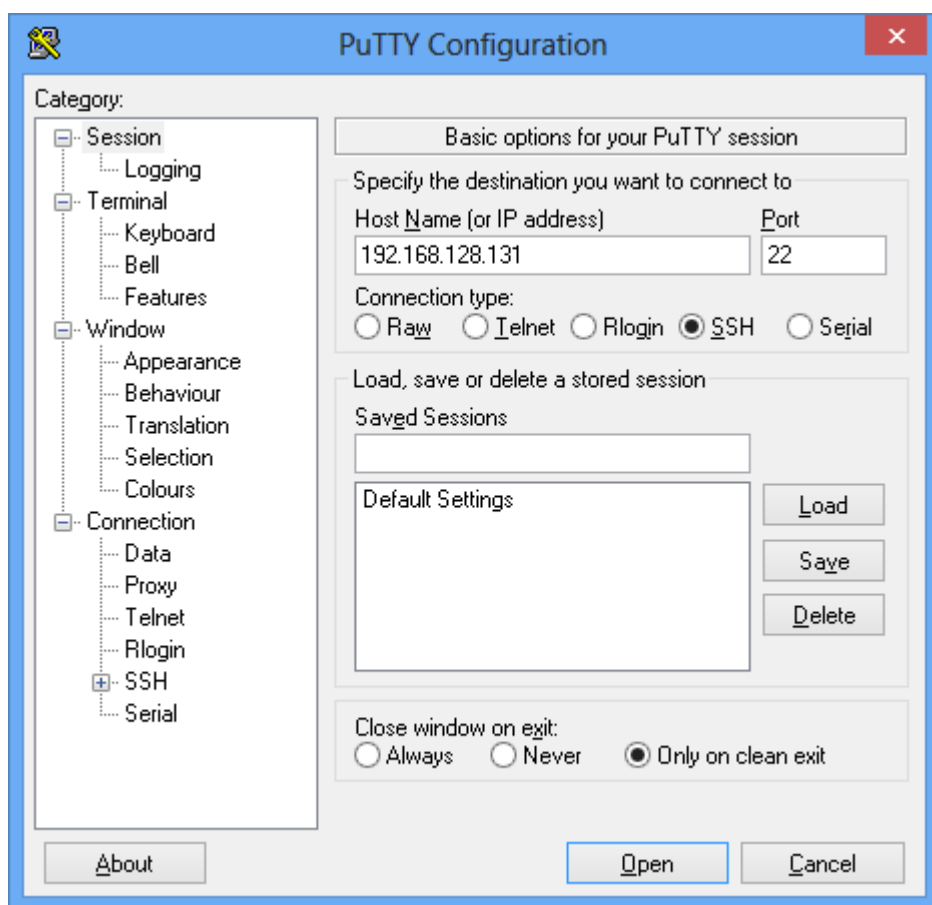 PuTTY Configuration
Category:
Session
Logging
Terminal
Keyboard
Bell
Features
Window
Appearance
Behaviour
Translation
Selection
Colours
Connection
Data
Proxy
Telnet
Rlogin
SSH
Serial
Basic options for your PuTTY session
Specify the destination you want to connect to
Host Name (or IP address) Port
192.168.128.131 22
Connection type:
Raw Telnet Rlogin SSH Serial
Load, save or delete a stored session
Saved Sessions
Default Settings
Load
Save
Delete
Close window on exit:
Always Never Only on clean exit
About Open Cancel